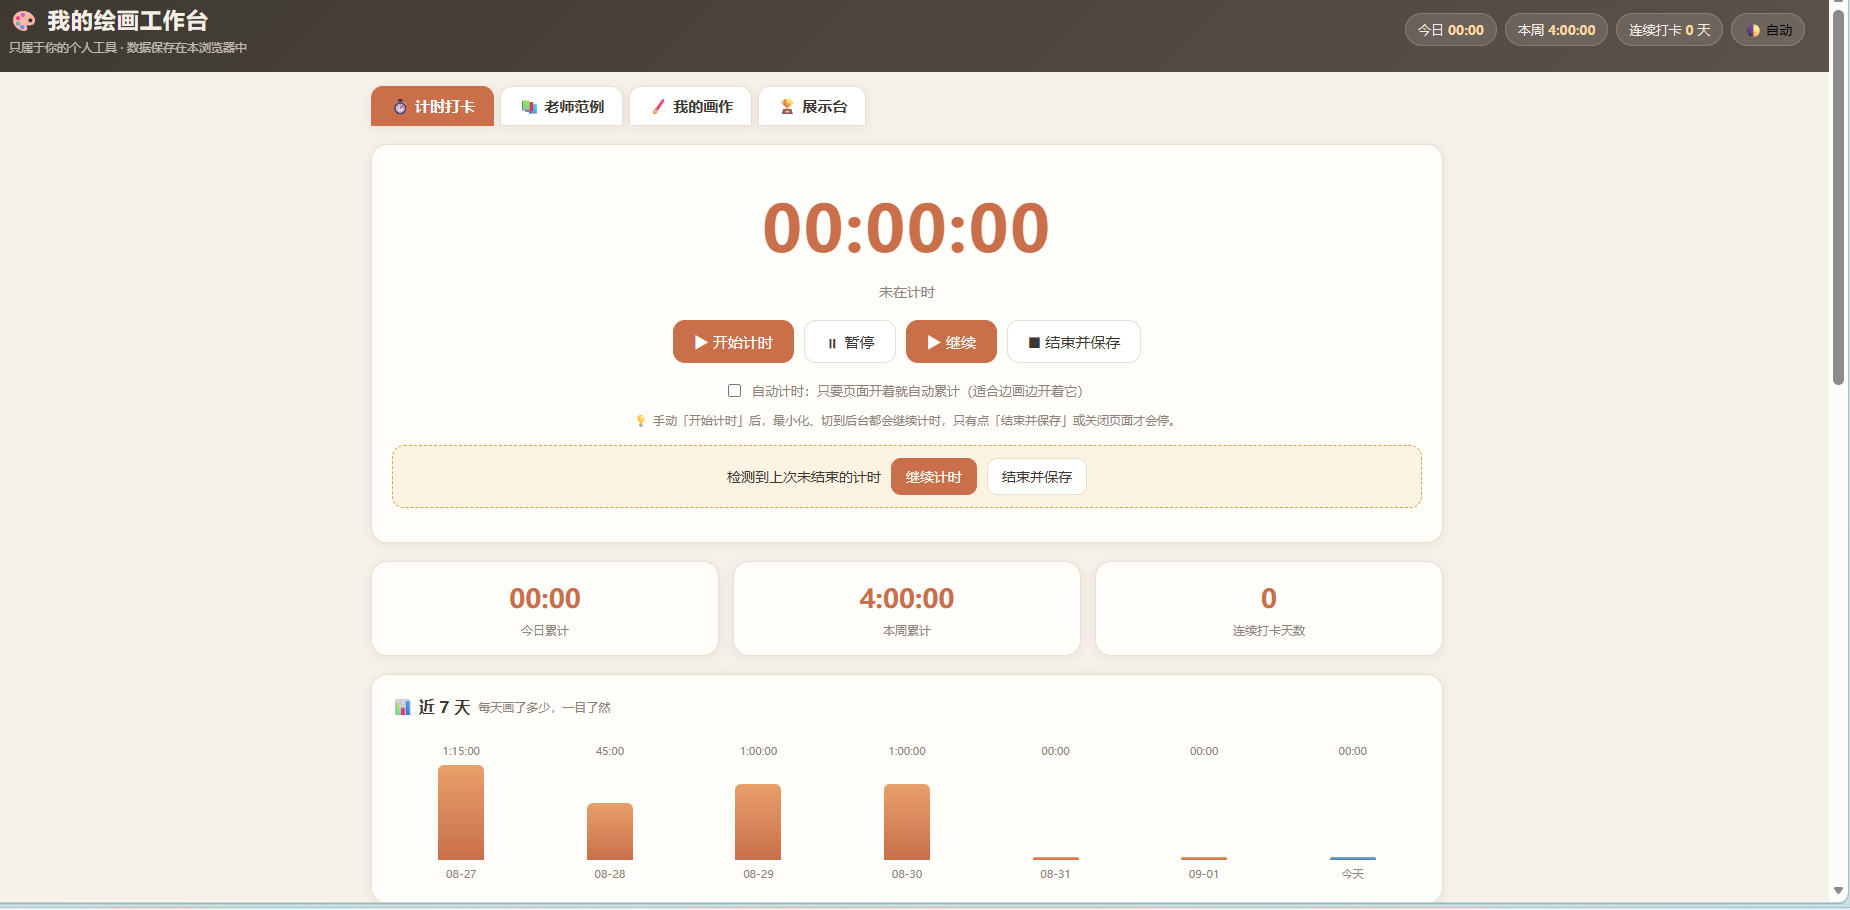 🎨 我的绘画工作台
只属于你的个人工具 · 数据保存在本浏览器中
今日 00:00 本周 4:00:00 连续打卡 0 天 🌓 自动
⏱ 计时打卡 📚 老师范例 🖌 我的画作 🏆 展示台
00:00:00
未在计时
▶ 开始计时 ⏸ 暂停 ▶ 继续 ⏹ 结束并保存
自动计时：只要页面开着就自动累计（适合边画边开着它）
💡 手动「开始计时」后，最小化、切到后台都会继续计时，只有点「结束并保存」或关闭页面才会停。
检测到上次未结束的计时 继续计时 结束并保存
00:00 4:00:00 0
今日累计 本周累计 连续打卡天数
📊 近 7 天 每天画了多少，一目了然
1:15:00 45:00 1:00:00 1:00:00 00:00 00:00 00:00
08-27 08-28 08-29 08-30 08-31 09-01 今天